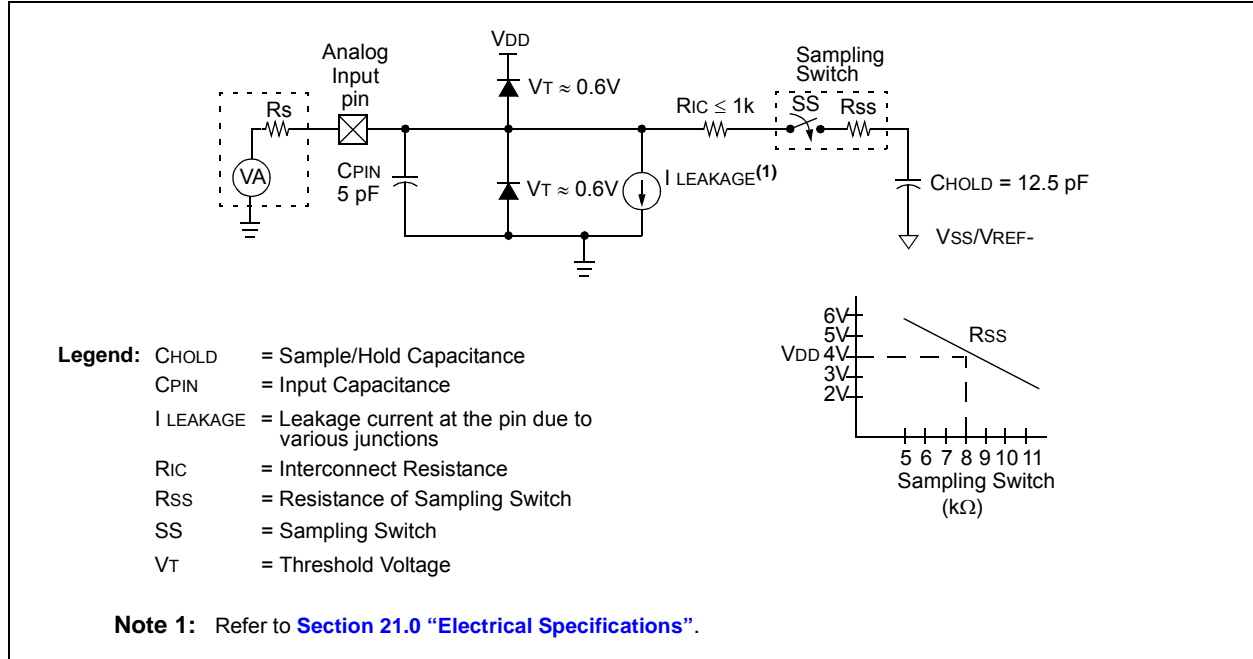 VDD
Analog
Input
pin
Sampling
Switch
VT ≈ 0.6V
Rs
RIC ≤ 1k
SS
Rss
VA
CPIN
5 pF
VT ≈ 0.6V
I LEAKAGE(1)
CHOLD = 12.5 pF
VSS/VREF-
6V
5V
VDD 4V
3V
2V
RSS
5 6 7 8 9 10 11
Sampling Switch
(kΩ)
Legend: CHOLD = Sample/Hold Capacitance
CPIN = Input Capacitance
I LEAKAGE = Leakage current at the pin due to
various junctions
RIC = Interconnect Resistance
RSS = Resistance of Sampling Switch
SS = Sampling Switch
VT = Threshold Voltage
Note 1: Refer to Section 21.0 “Electrical Specifications”.